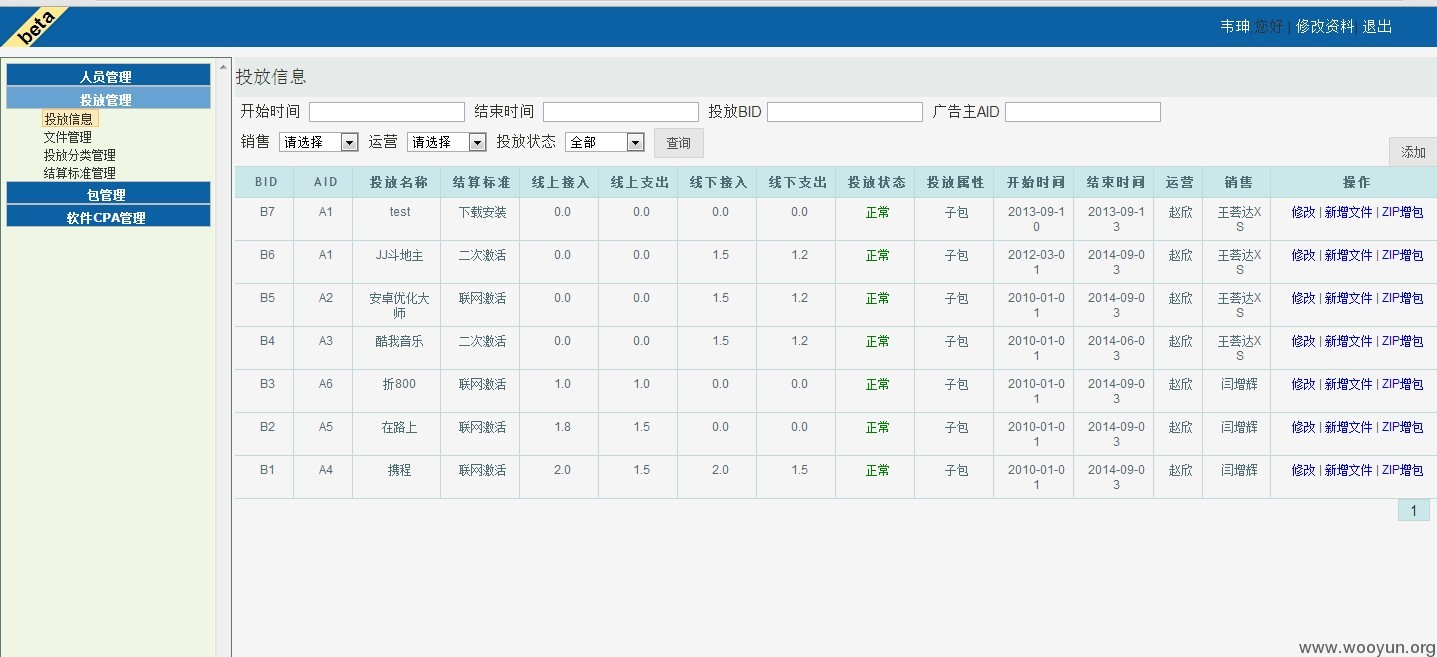 beta
韦珅 您好 | 修改资料 退出
人员管理
投放管理
投放信息
文件管理
投放分类管理
结算标准管理
包管理
软件CPA管理
投放信息
开始时间 结束时间 投放BID 广告主AID
销售 请选择 运营 请选择 投放状态 全部 查询
添加
BID AID 投放名称 结算标准 线上接入 线上支出 线下接入 线下支出 投放状态 投放属性 开始时间 结束时间 运营 销售 操作
B7 A1 test 下载安装 0.0 0.0 0.0 0.0 正常 子包 2013-09-10 2013-09-13 赵欣 王荟达XS 修改 | 新增文件 | ZIP增包
B6 A1 JJ斗地主 二次激活 0.0 0.0 1.5 1.2 正常 子包 2012-03-01 2014-09-03 赵欣 王荟达XS 修改 | 新增文件 | ZIP增包
B5 A2 安卓优化大师 联网激活 0.0 0.0 1.5 1.2 正常 子包 2010-01-01 2014-09-03 赵欣 王荟达XS 修改 | 新增文件 | ZIP增包
B4 A3 酷我音乐 二次激活 0.0 0.0 1.5 1.2 正常 子包 2010-01-01 2014-06-03 赵欣 王荟达XS 修改 | 新增文件 | ZIP增包
B3 A6 折800 联网激活 1.0 1.0 0.0 0.0 正常 子包 2010-01-01 2014-09-03 赵欣 闫增辉 修改 | 新增文件 | ZIP增包
B2 A5 在路上 联网激活 1.8 1.5 0.0 0.0 正常 子包 2010-01-01 2014-09-03 赵欣 闫增辉 修改 | 新增文件 | ZIP增包
B1 A4 携程 联网激活 2.0 1.5 2.0 1.5 正常 子包 2010-01-01 2014-09-03 赵欣 闫增辉 修改 | 新增文件 | ZIP增包
1
www.wooyun.org